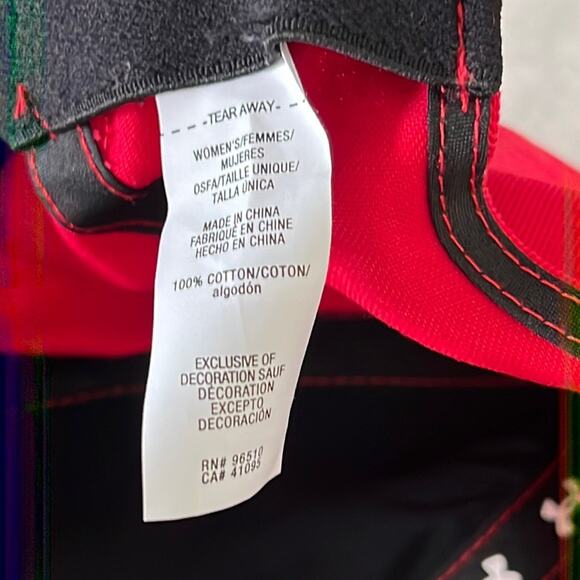 -TEAR AWAY-
WOMEN'S/FEMMES/
MUJERES
OSFA/TAILLE UNIQUE/
TALLA ÚNICA
MADE IN CHINA
FABRIQUÉ EN CHINE
HECHO EN CHINA
100% COTTON/COTON/
algodón
EXCLUSIVE OF
DECORATION SAUF
DÉCORATION
EXCEPTO
DECORACIÓN
RN# 96510
CA# 41095